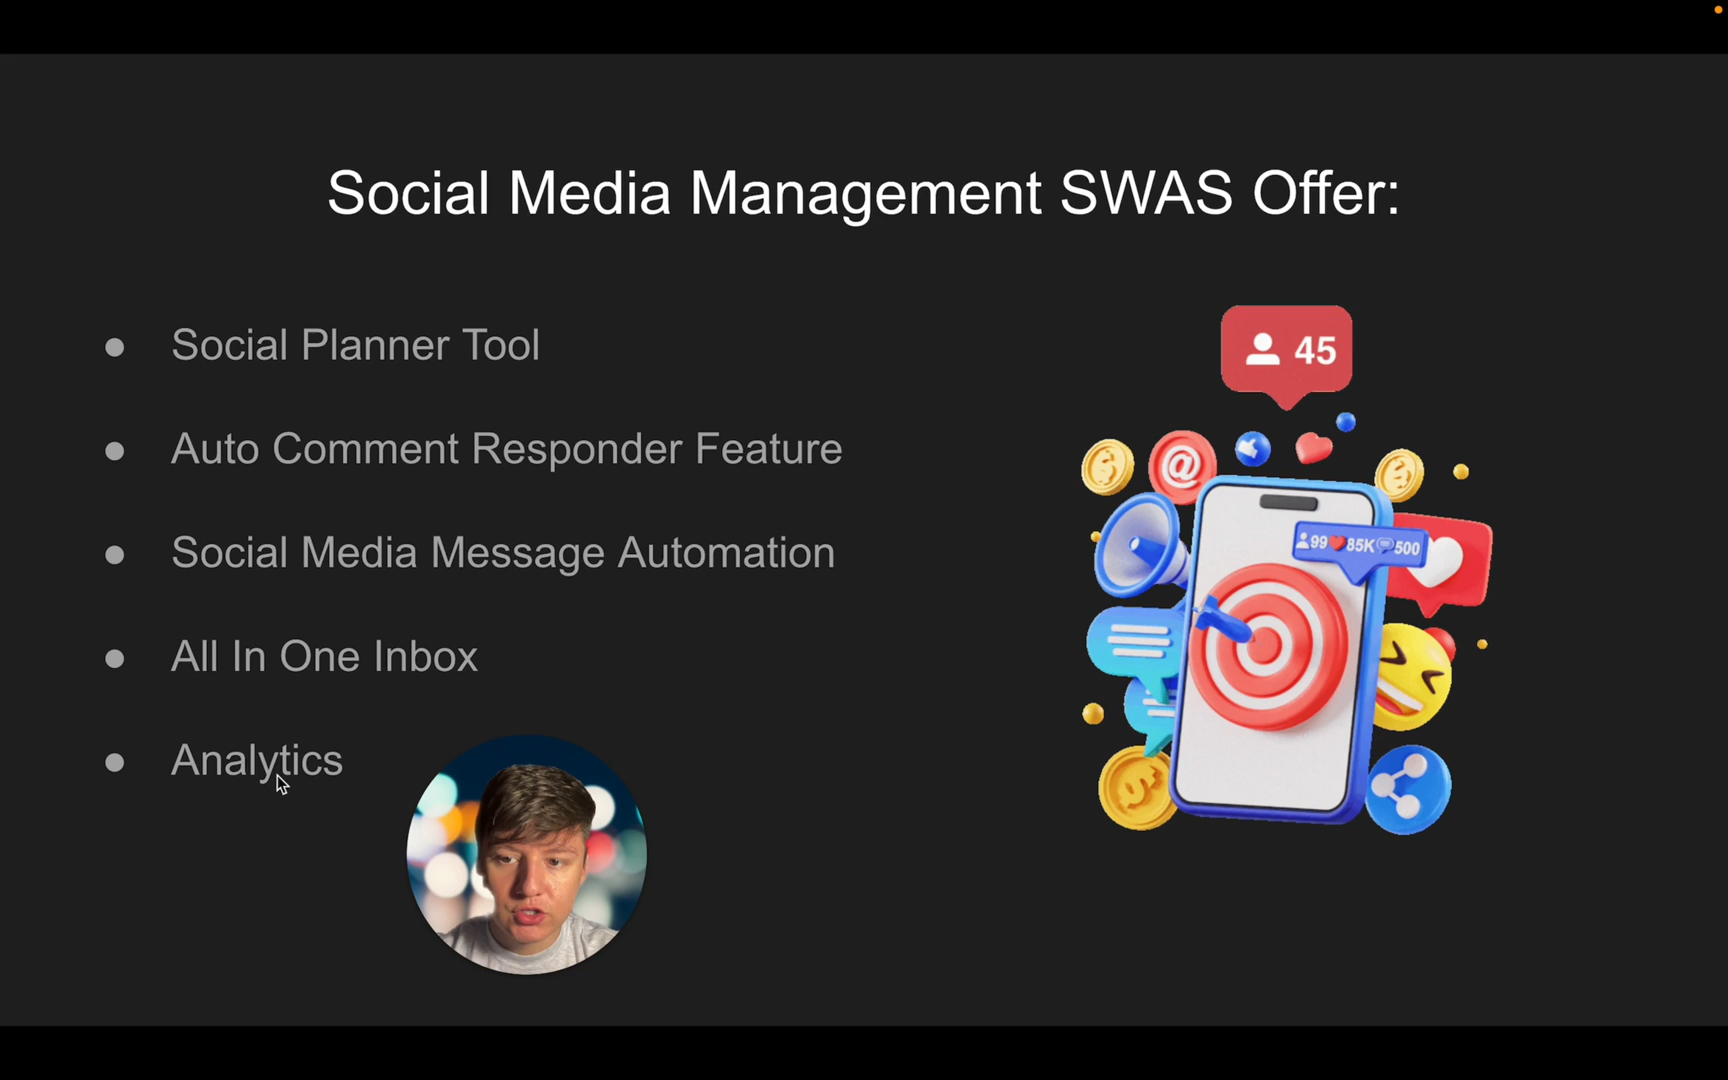 Social Media Management SWAS Offer:
● Social Planner Tool
● Auto Comment Responder Feature
● Social Media Message Automation
● All In One Inbox
● Analytics
45
@
99 85K 500